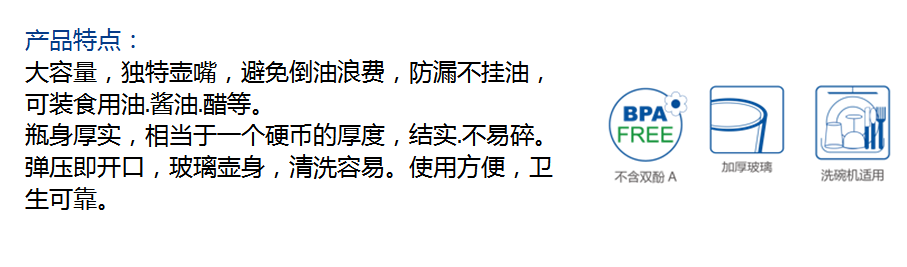 产品特点：
大容量，独特壶嘴，避免倒油浪费，防漏不挂油，
可装食用油.酱油.醋等。
瓶身厚实，相当于一个硬币的厚度，结实.不易碎。
弹压即开口，玻璃壶身，清洗容易。使用方便，卫
生可靠。
BPA
FREE
不含双酚 A
加厚玻璃
洗碗机适用